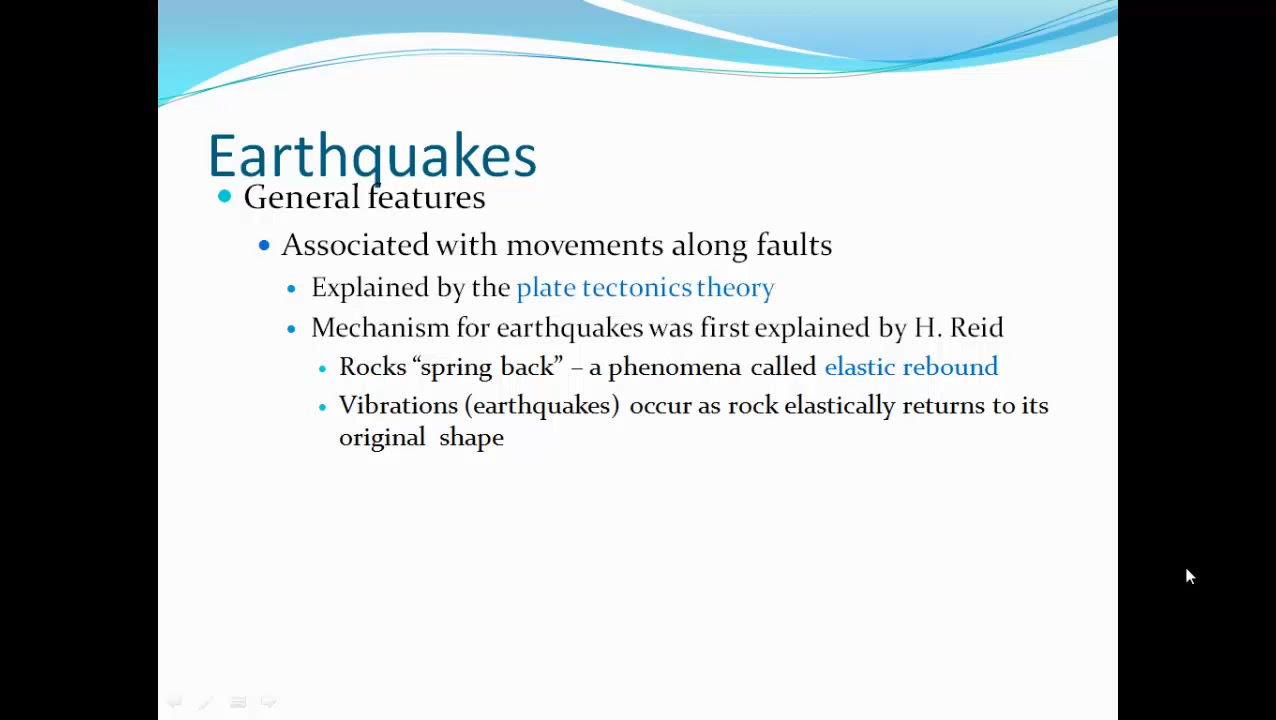 Earthquakes
General features
Associated with movements along faults
Explained by the plate tectonics theory
Mechanism for earthquakes was first explained by H. Reid
Rocks “spring back” – a phenomena called elastic rebound
Vibrations (earthquakes) occur as rock elastically returns to its
original shape